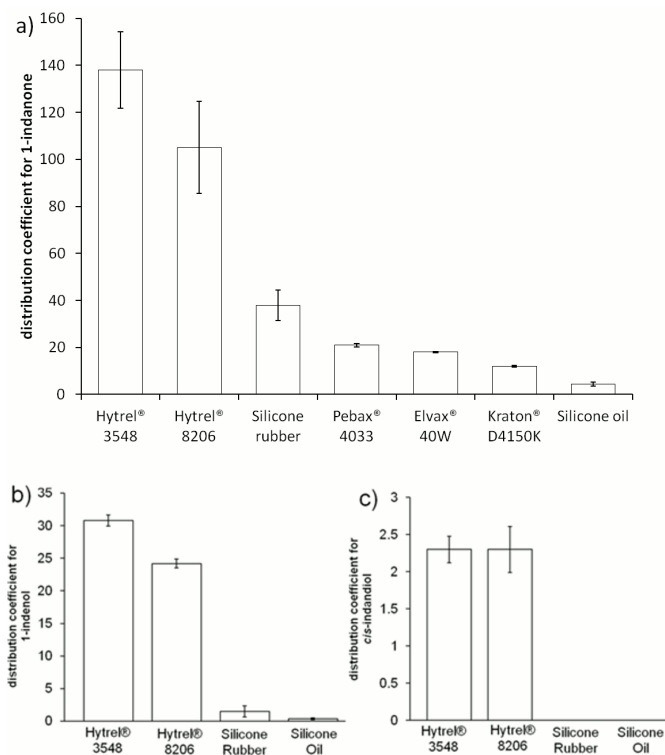 a)
distribution coefficient for 1-indanone
160
140
120
100
80
60
40
20
0
Hytrel®
3548
Hytrel®
8206
Silicone
rubber
Pebax®
4033
Elvax®
40W
Kraton®
D4150K
Silicone oil
b)
distribution coefficient for
1-indenol
35
30
25
20
15
10
5
0
Hytrel®
3548
Hytrel®
8206
Silicone
Rubber
Silicone
Oil
c)
distribution coefficient for
cis-indandiol
3
2.5
2
1.5
1
0.5
0
Hytrel®
3548
Hytrel®
8206
Silicone
Rubber
Silicone
Oil